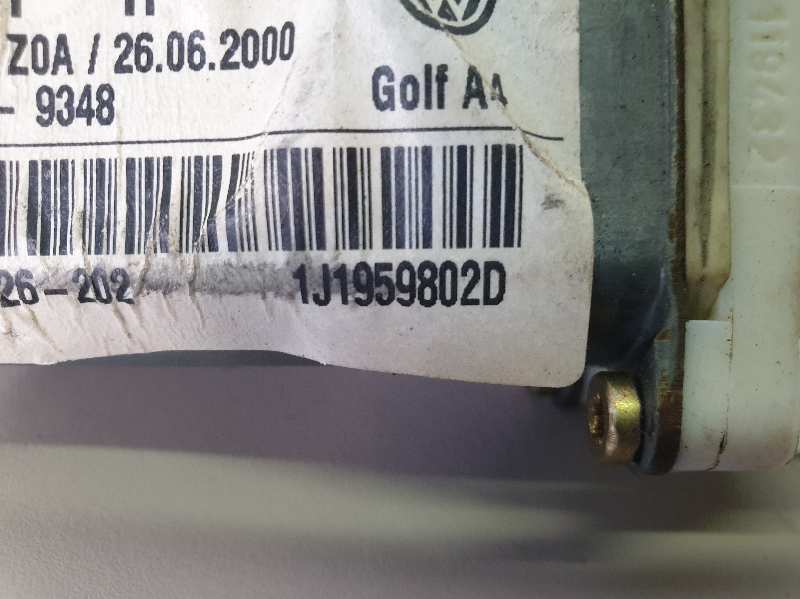 Z0A / 26.06.2000
- 9348
Golf A4
26-202
1J1959802D